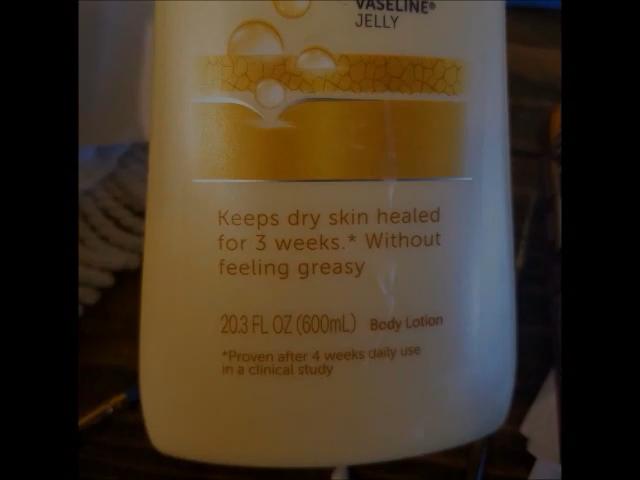 VASELINE®
JELLY
Keeps dry skin healed
for 3 weeks.* Without
feeling greasy
20.3 FL OZ (600mL) Body Lotion
*Proven after 4 weeks daily use
in a clinical study